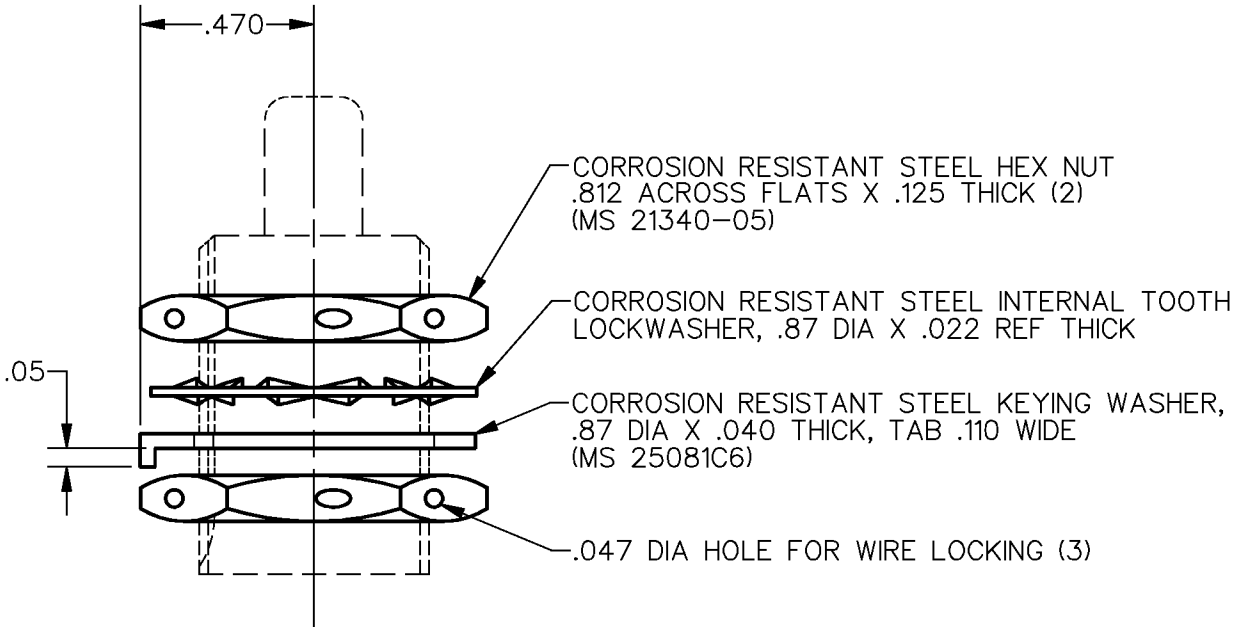 .470
CORROSION RESISTANT STEEL HEX NUT
.812 ACROSS FLATS X .125 THICK (2)
(MS 21340-05)
CORROSION RESISTANT STEEL INTERNAL TOOTH
LOCKWASHER, .87 DIA X .022 REF THICK
.05
CORROSION RESISTANT STEEL KEYING WASHER,
.87 DIA X .040 THICK, TAB .110 WIDE
(MS 25081C6)
.047 DIA HOLE FOR WIRE LOCKING (3)